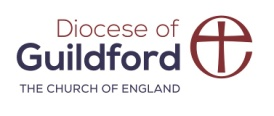 Diocese of
Guildford
THE CHURCH OF ENGLAND